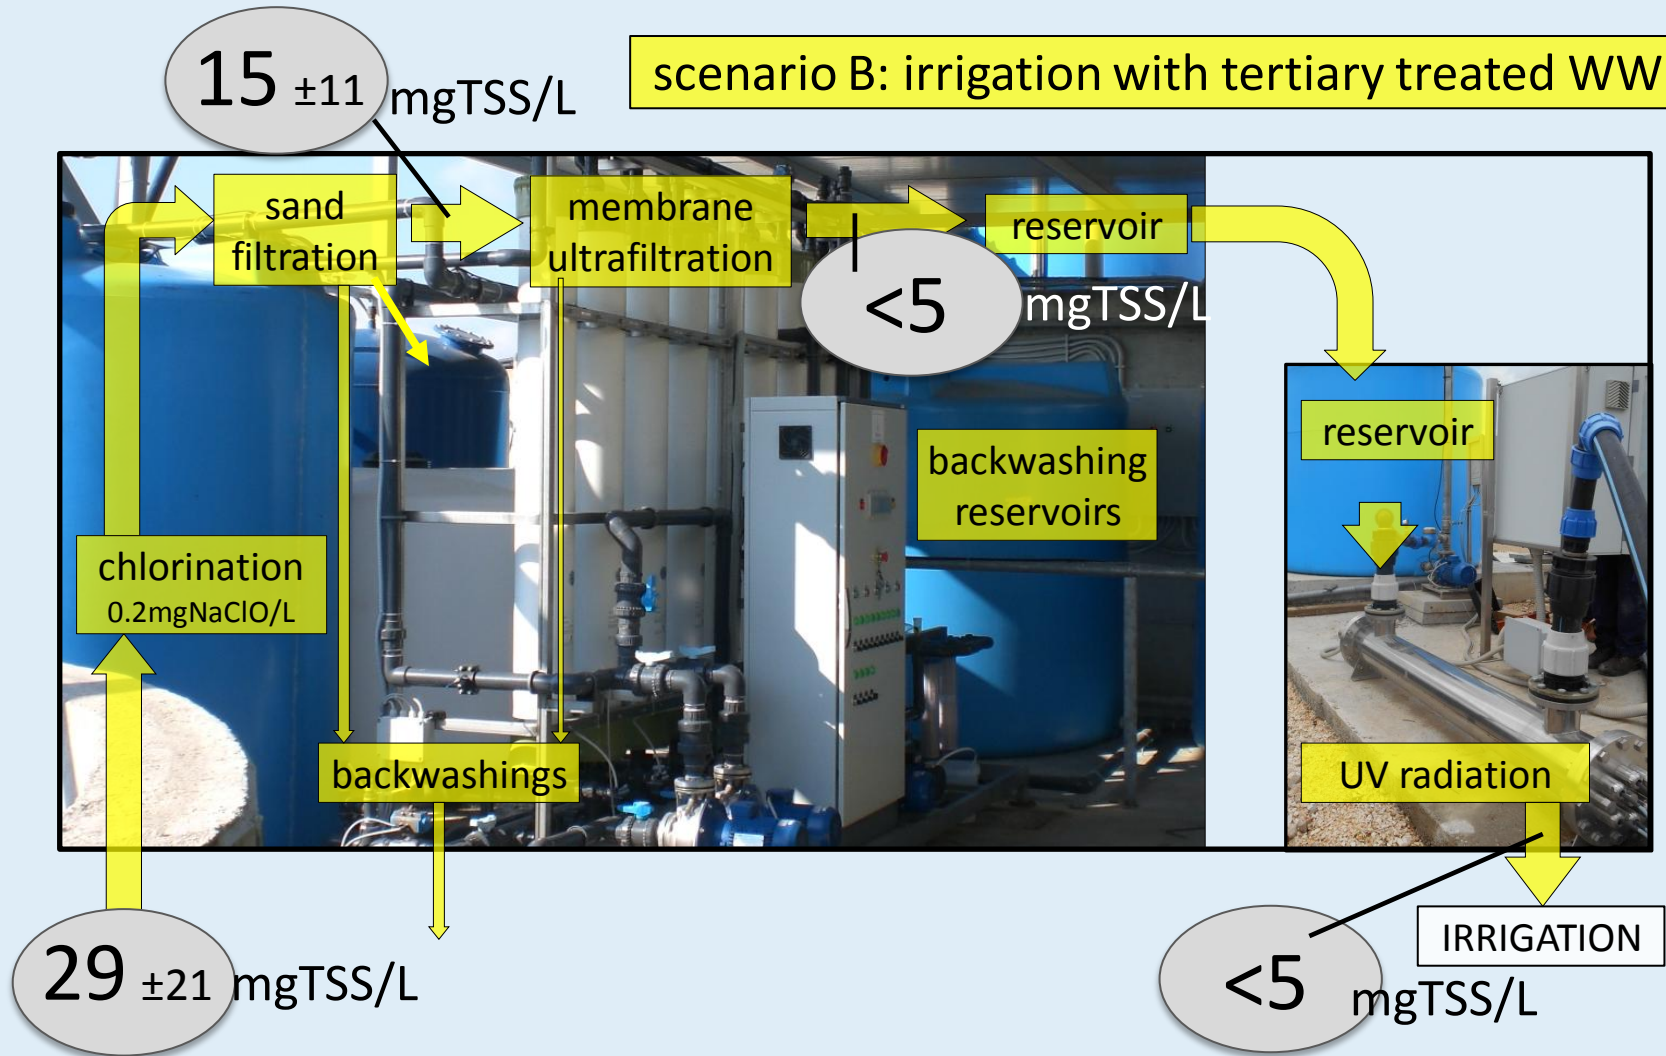 scenario B: irrigation with tertiary treated WW
15 ±11 mgTSS/L
sand
filtration
membrane
ultrafiltration
reservoir
<5 mgTSS/L
reservoir
backwashing
reservoirs
chlorination
0.2mgNaClO/L
backwashings
UV radiation
29 ±21 mgTSS/L
<5 mgTSS/L
IRRIGATION